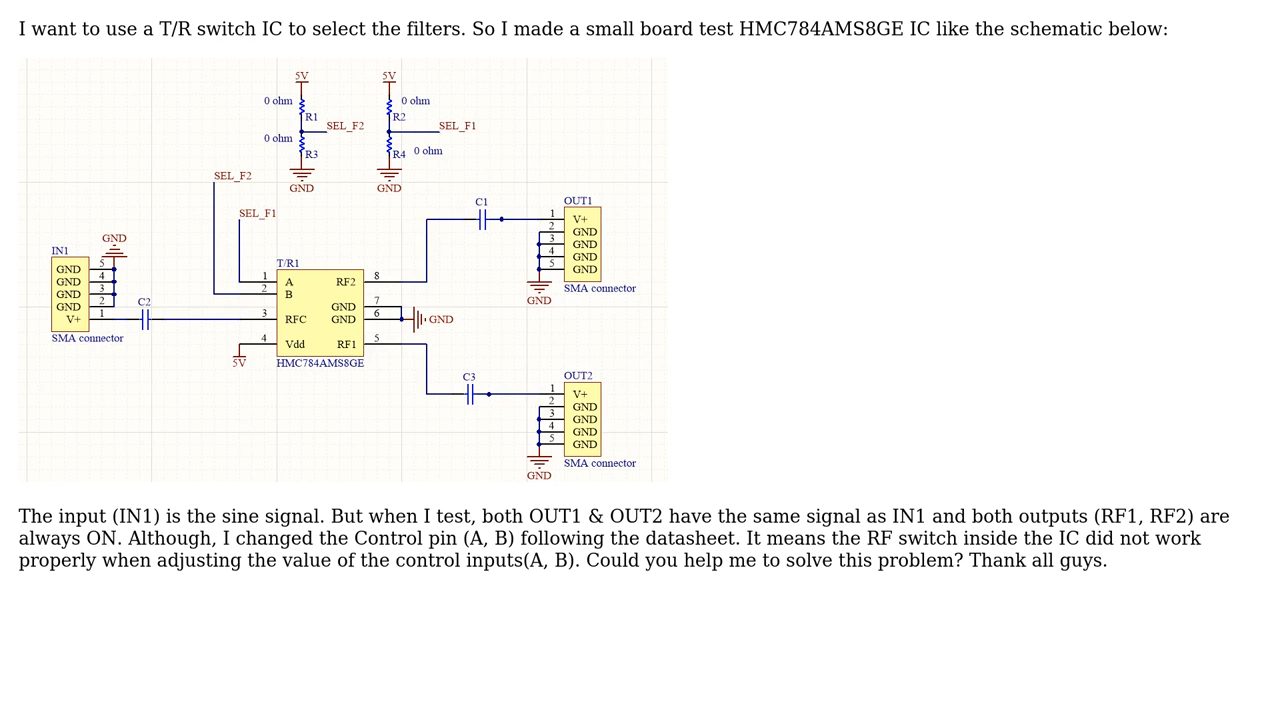 I want to use a T/R switch IC to select the filters. So I made a small board test HMC784AMS8GE IC like the schematic below:
5V 5V
0 ohm 0 ohm
R1 R2
SEL_F2 SEL_F1
0 ohm
R3 R4 0 ohm
SEL_F2
GND GND
C1 OUT1
SEL_F1
1 V+
2 GND
3 GND
4 GND
5 GND
GND SMA connector
GND
IN1
GND 5
GND 4
GND 3
GND 2
V+ 1
SMA connector
C2
T/R1
1 A RF2 8
2 B
GND 7
3 RFC GND 6
GND
4 Vdd RF1 5
5V HMC784AMS8GE
C3 OUT2
1 V+
2 GND
3 GND
4 GND
5 GND
GND SMA connector
The input (IN1) is the sine signal. But when I test, both OUT1 & OUT2 have the same signal as IN1 and both outputs (RF1, RF2) are
always ON. Although, I changed the Control pin (A, B) following the datasheet. It means the RF switch inside the IC did not work
properly when adjusting the value of the control inputs(A, B). Could you help me to solve this problem? Thank all guys.